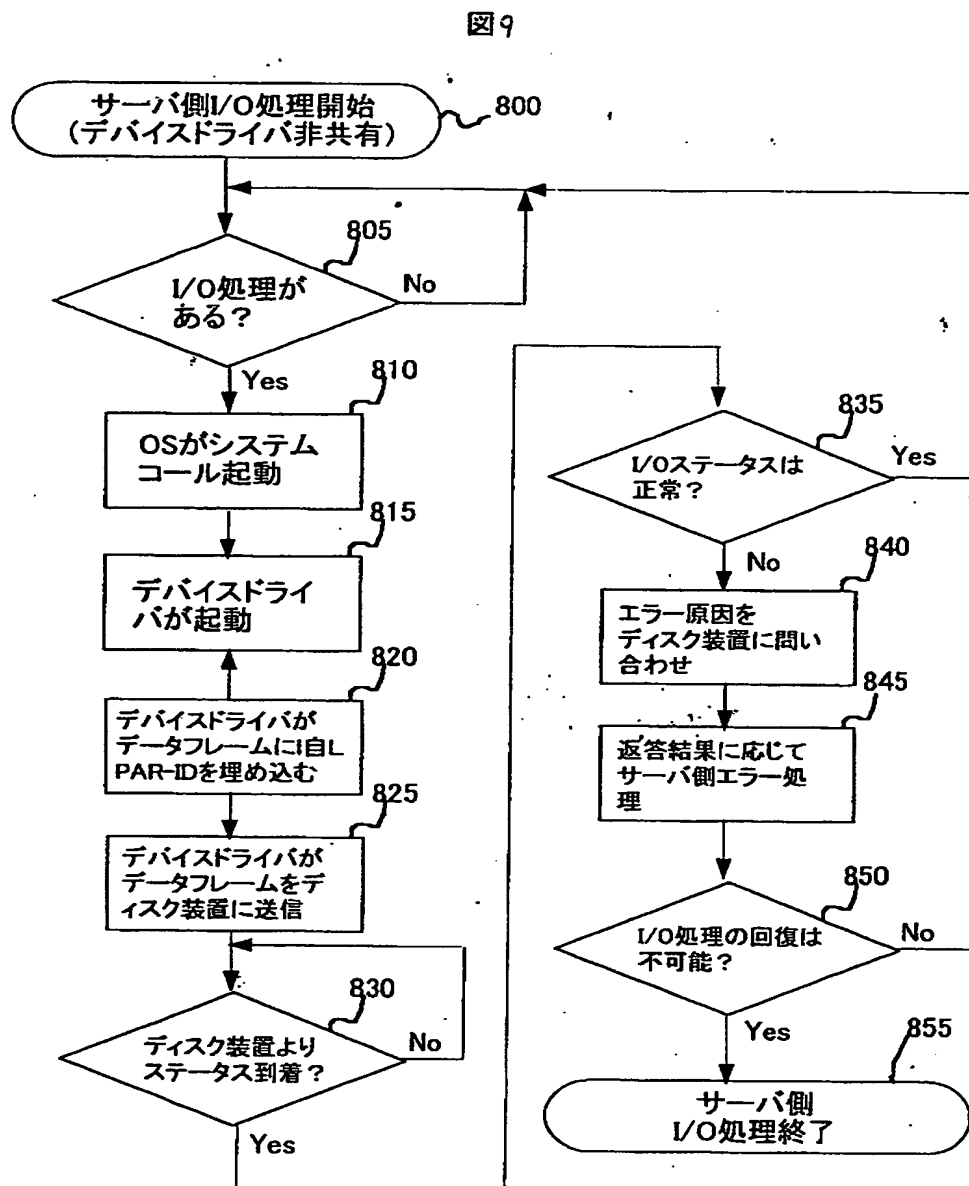 図9
サーバ側I/O処理開始
(デバイスドライバ非共有)
800
805
I/O処理が
ある?
No
Yes
810
OSがシステム
コール起動
815
デバイスドライ
バが起動
820
デバイスドライバが
データフレームにI自L
PAR-IDを埋め込む
825
デバイスドライバが
データフレームをデ
ィスク装置に送信
830
ディスク装置より
ステータス到着?
No
Yes
835
I/Oステータスは
正常?
Yes
No
840
エラー原因を
ディスク装置に問い
合わせ
845
返答結果に応じて
サーバ側エラー処
理
850
I/O処理の回復は
不可能?
No
Yes
855
サーバ側
I/O処理終了